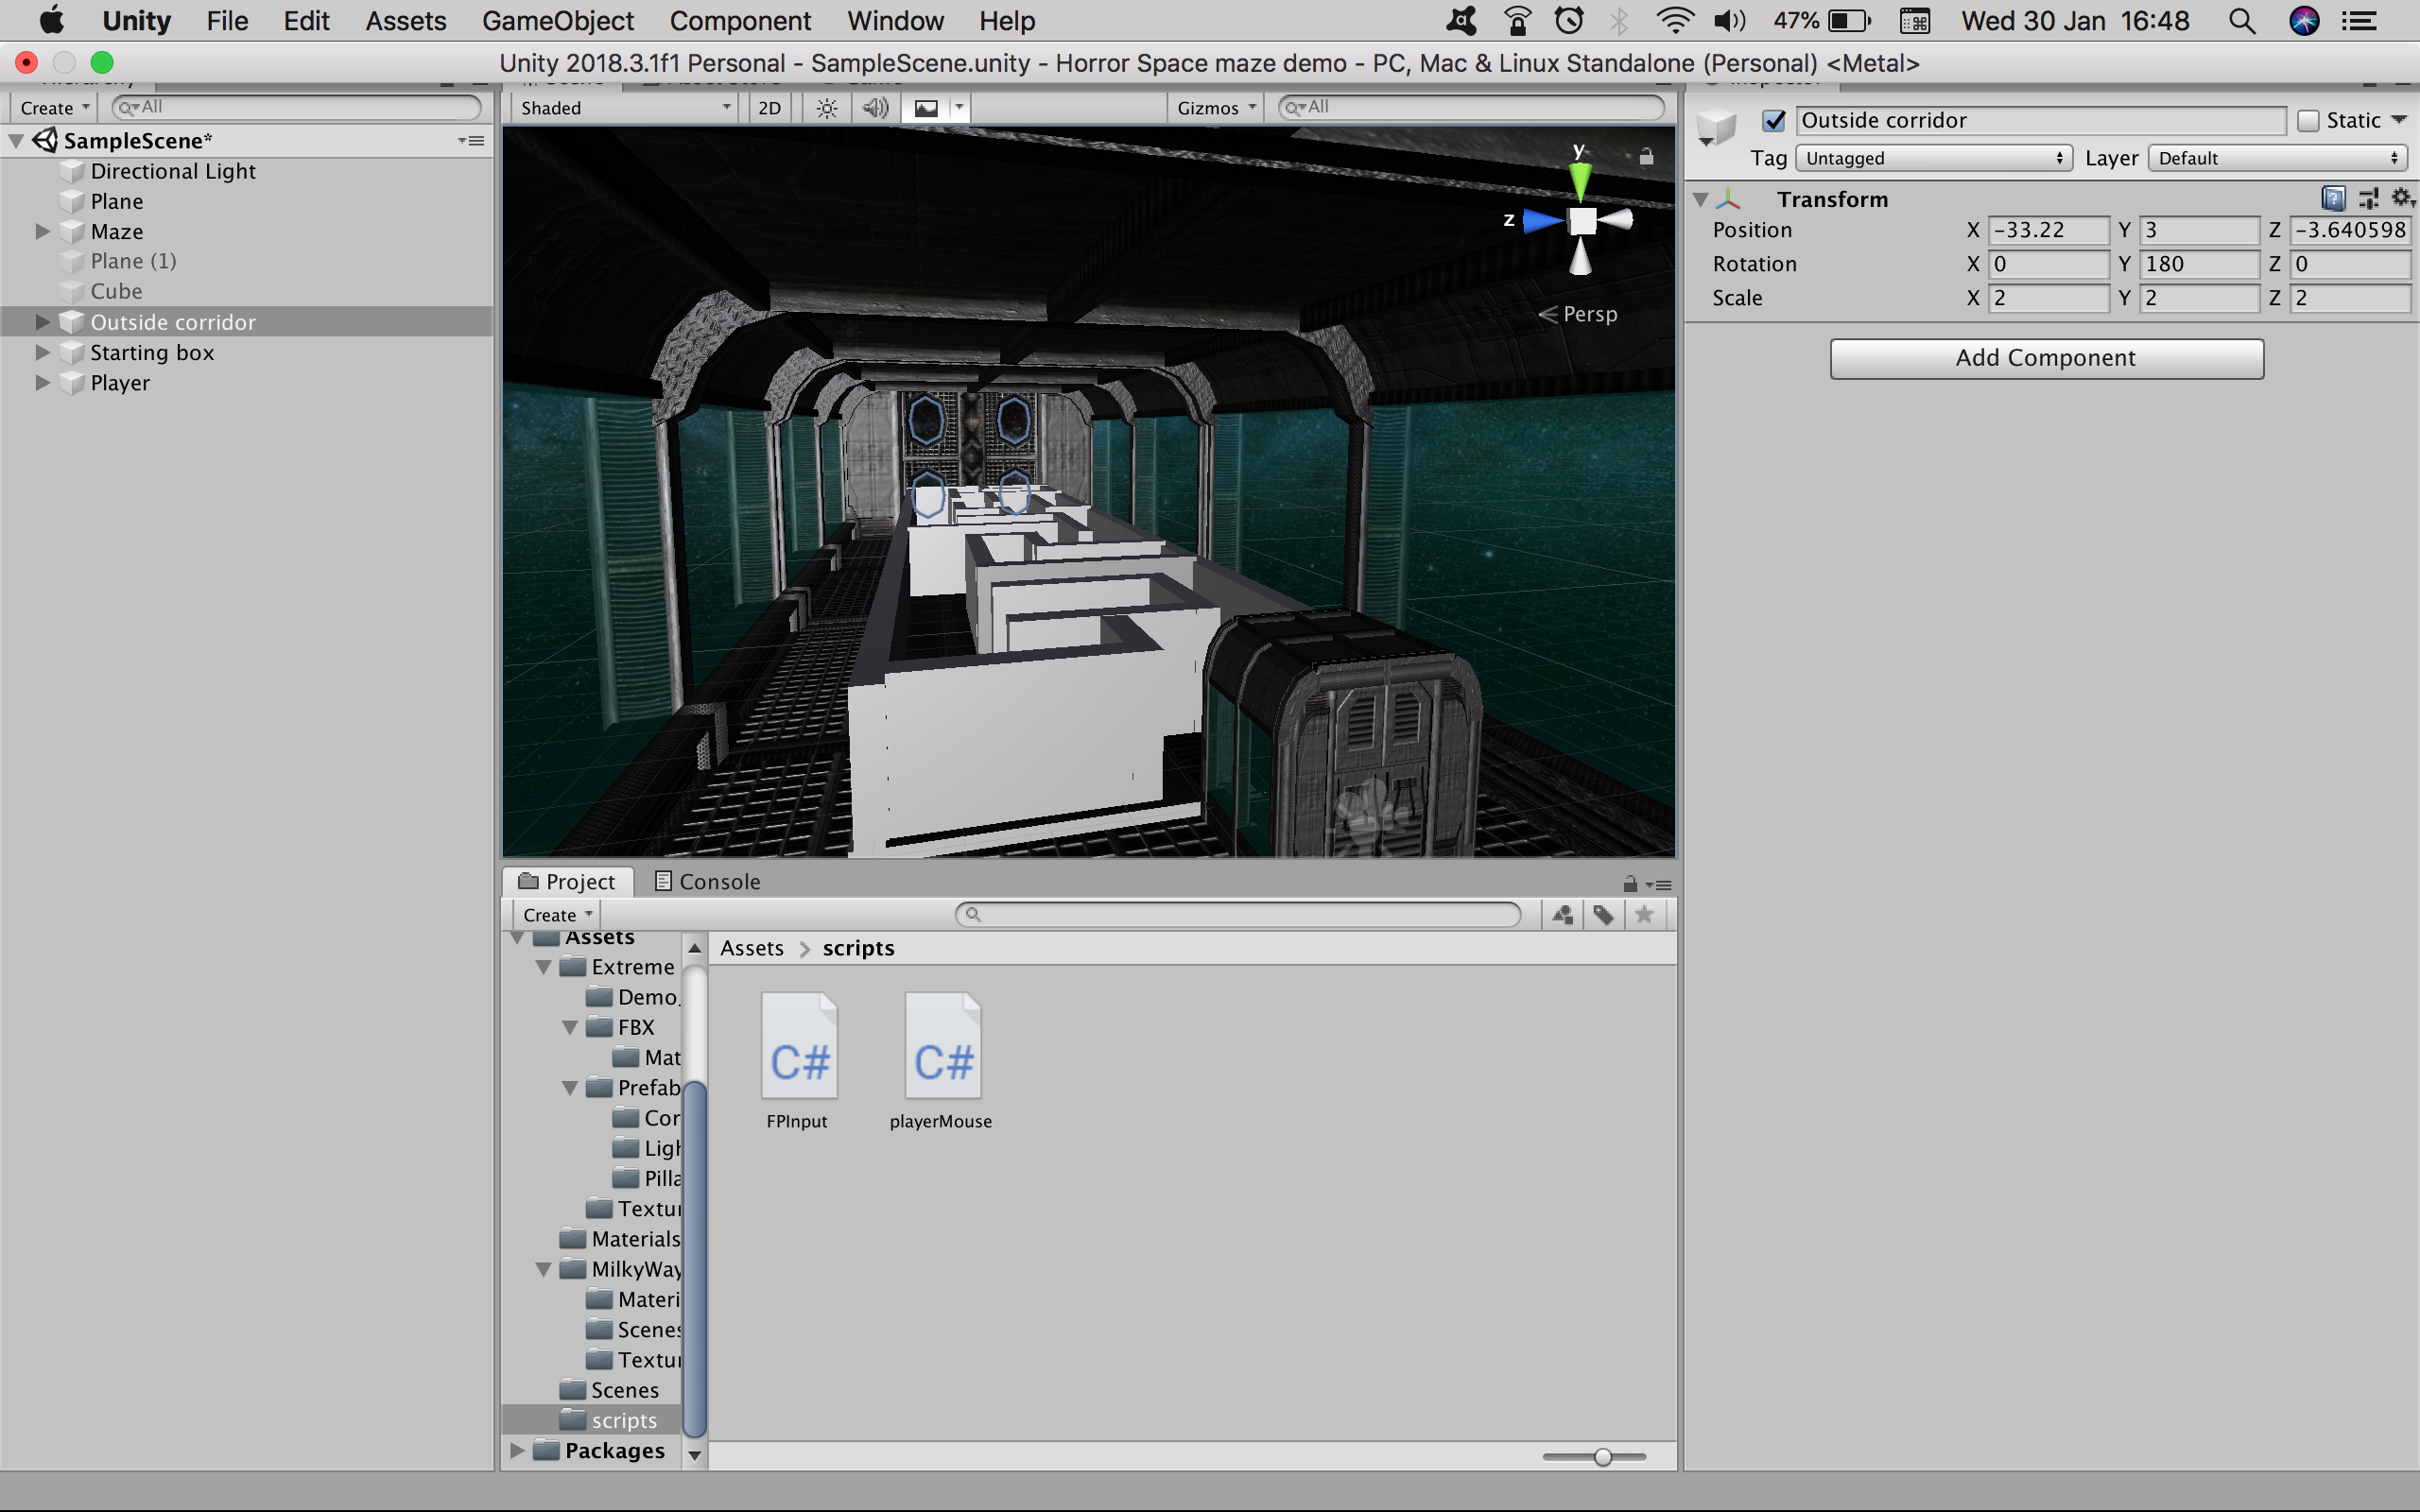 Unity File Edit Assets GameObject Component Window Help 47% Wed 30 Jan 16:48
Unity 2018.3.1f1 Personal - SampleScene.unity - Horror Space maze demo - PC, Mac & Linux Standalone (Personal) <Metal>
Create All
SampleScene*
Directional Light
Plane
Maze
Plane (1)
Cube
Outside corridor
Starting box
Player
Shaded 2D Gizmos All
y
z
Persp
Outside corridor Static
Tag Untagged Layer Default
Transform
Position X -33.22 Y 3 Z -3.640598
Rotation X 0 Y 180 Z 0
Scale X 2 Y 2 Z 2
Add Component
Project Console
Create
Assets
Extreme
Demo_
FBX
Mat
Prefab
Cor
Ligh
Pilla
Textur
Materials
MilkyWay
Materi
Scenes
Textur
Scenes
scripts
Packages
Assets scripts
C# C#
FPInput playerMouse